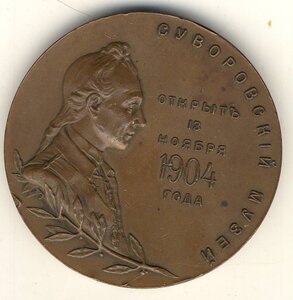 СУВОРОВСКІЙ МУЗЕЙ
ОТКРЫТЪ
13
НОЯБРЯ
1904
ГОДА